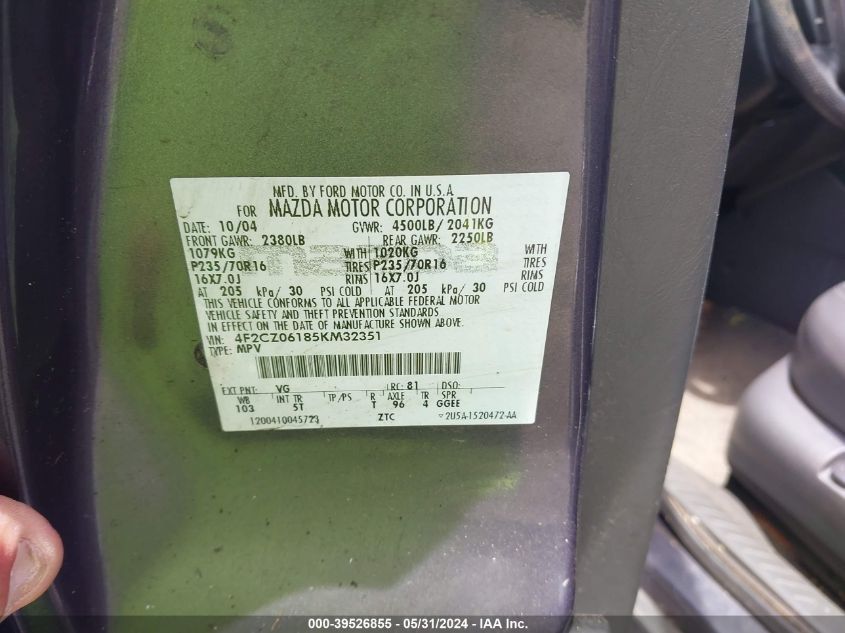 MFD. BY FORD MOTOR CO. IN U.S.A
FOR MAZDA MOTOR CORPORATION
DATE: 10/04 GVWR: 4500LB/ 2041KG
FRONT GAWR: 2380LB REAR GAWR: 2250LB
1079KG WITH 1020KG WITH
P235/70R16 TIRES P235/70R16 TIRES
16X7.0J RIMS 16X7.0J RIMS
AT 205 kPa/ 30 PSI COLD AT 205 kPa/ 30 PSI COLD
THIS VEHICLE CONFORMS TO ALL APPLICABLE FEDERAL MOTOR
VEHICLE SAFETY AND THEFT PREVENTION STANDARDS
IN EFFECT ON THE DATE OF MANUFACTURE SHOWN ABOVE.
VIN: 4F2CZ06185KM32351
TYPE: MPV
EXT PNT: VG RC: 81 DSO:
WB INT TR TP/PS R AXLE TR SPR
103 5T T 96 4 GGEE
1200410045723 ZTC 2U5A-1520472-AA
000-39526855 - 05/31/2024 - IAA Inc.